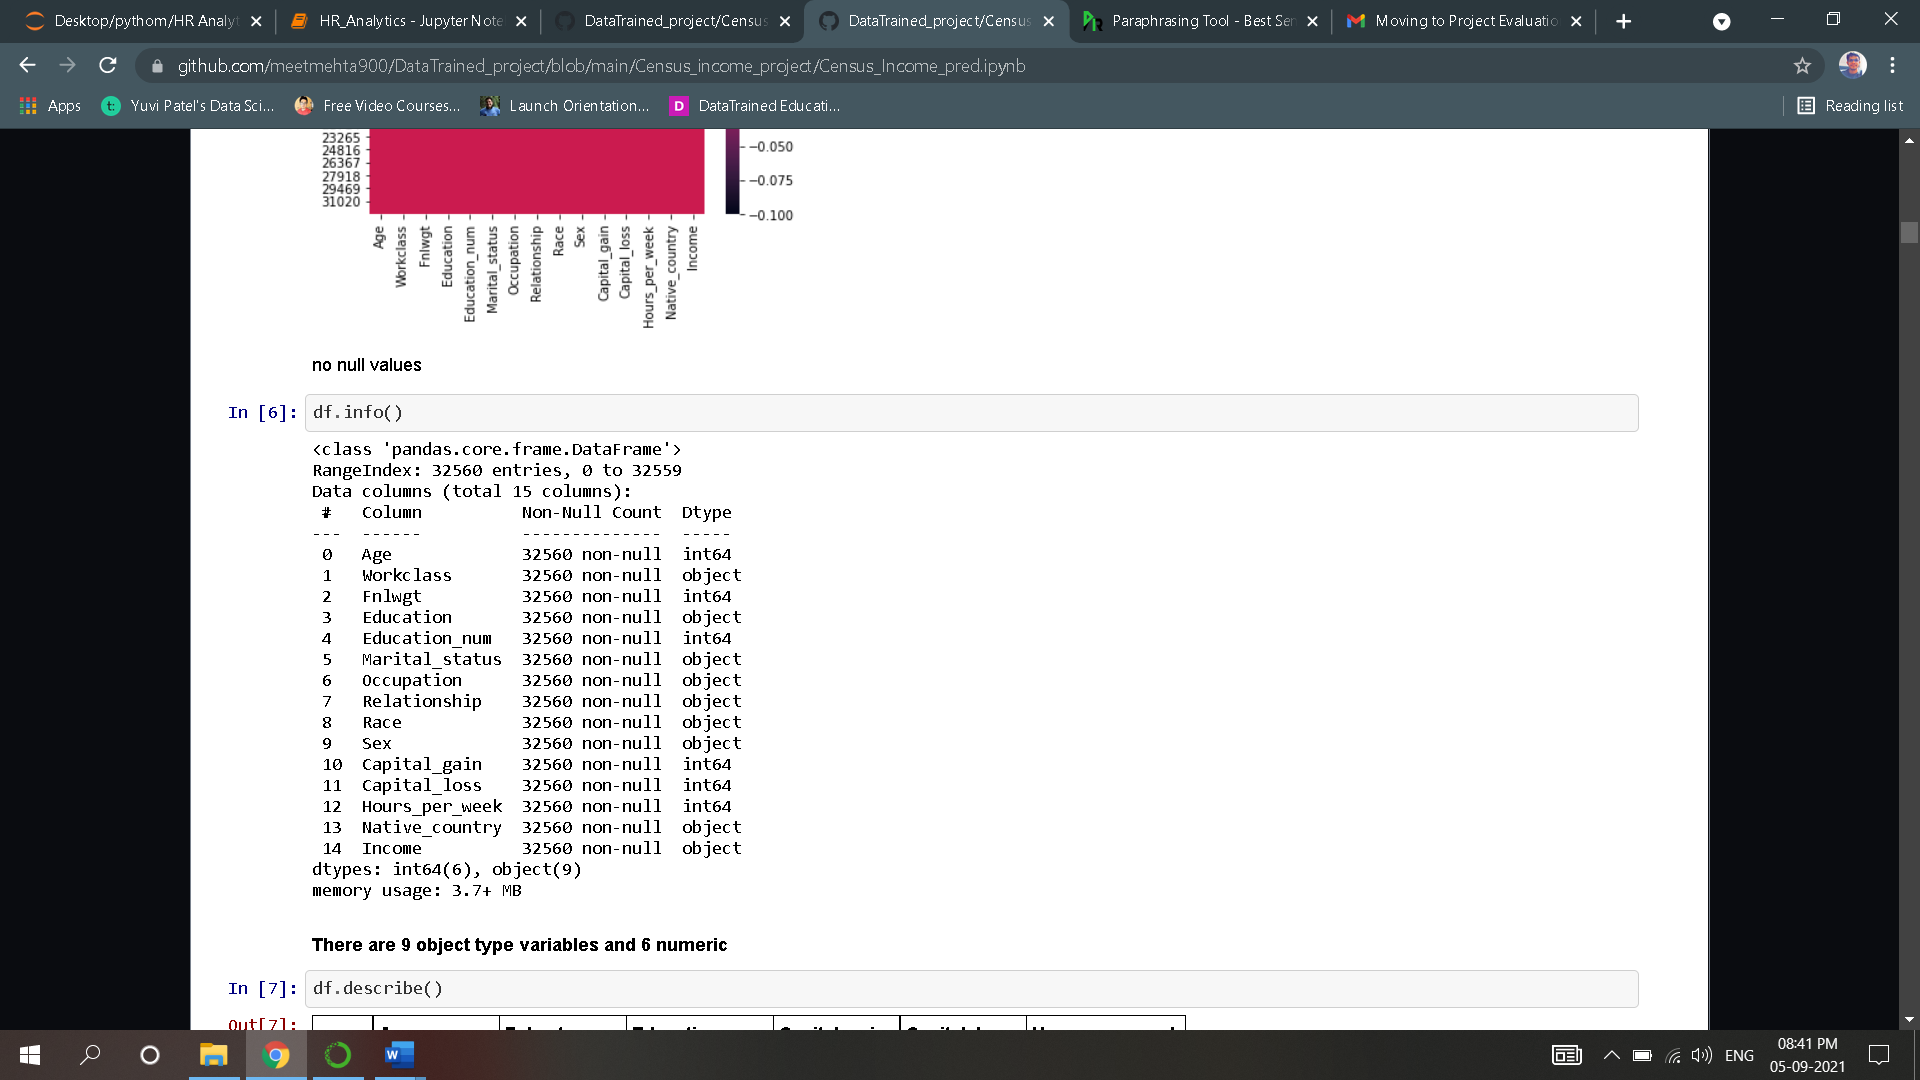 Desktop/pythom/HR Analyt
HR_Analytics - Jupyter Note
DataTrained_project/Census
DataTrained_project/Census
Paraphrasing Tool - Best Ser
Moving to Project Evaluatio
github.com/meetmehta900/DataTrained_project/blob/main/Census_income_project/Census_Income_pred.ipynb
Apps
Yuvi Patel's Data Sci...
Free Video Courses...
Launch Orientation...
DataTrained Educati...
Reading list
23265
24816
26367
27918
29469
31020
−0.050
−0.075
−0.100
Age
Workclass
Fnlwgt
Education
Education_num
Marital_status
Occupation
Relationship
Race
Sex
Capital_gain
Capital_loss
Hours_per_week
Native_country
Income
no null values
In [6]: df.info()
<class 'pandas.core.frame.DataFrame'>
RangeIndex: 32560 entries, 0 to 32559
Data columns (total 15 columns):
# Column Non-Null Count Dtype
--- ------ -------------- -----
0 Age 32560 non-null int64
1 Workclass 32560 non-null object
2 Fnlwgt 32560 non-null int64
3 Education 32560 non-null object
4 Education_num 32560 non-null int64
5 Marital_status 32560 non-null object
6 Occupation 32560 non-null object
7 Relationship 32560 non-null object
8 Race 32560 non-null object
9 Sex 32560 non-null object
10 Capital_gain 32560 non-null int64
11 Capital_loss 32560 non-null int64
12 Hours_per_week 32560 non-null int64
13 Native_country 32560 non-null object
14 Income 32560 non-null object
dtypes: int64(6), object(9)
memory usage: 3.7+ MB
There are 9 object type variables and 6 numeric
In [7]: df.describe()
Out[7]:
ENG
08:41 PM
05-09-2021